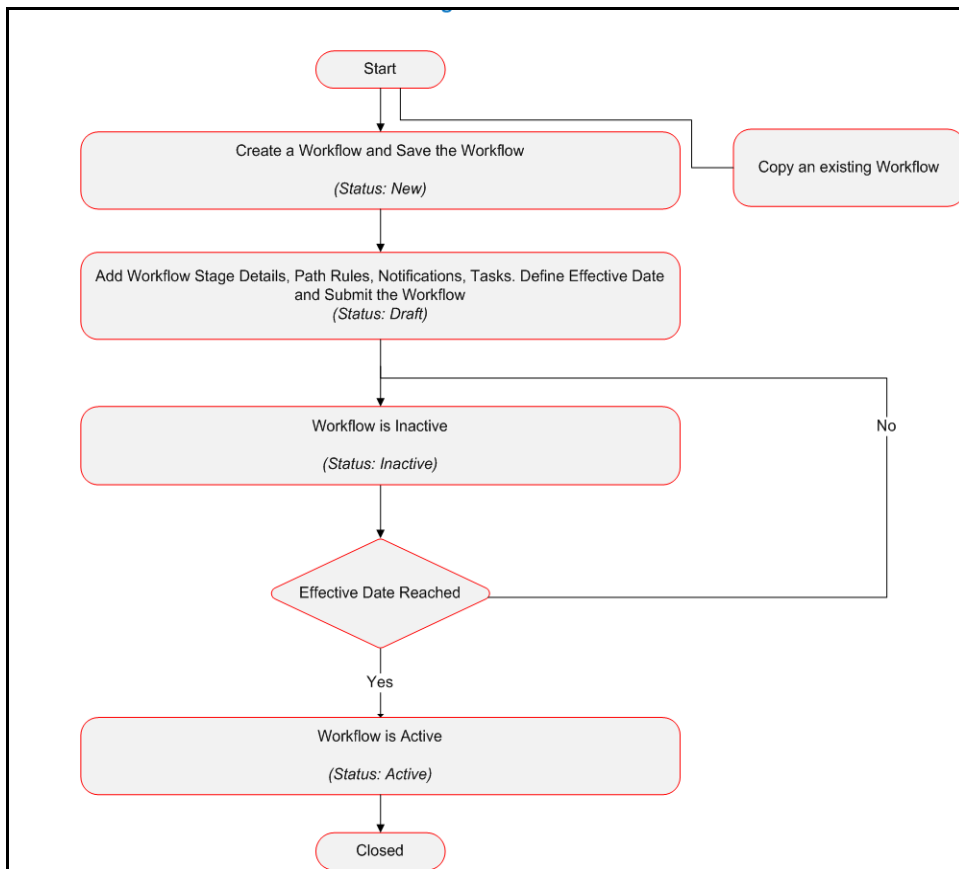 Start
Create a Workflow and Save the Workflow
(Status: New)
Copy an existing Workflow
Add Workflow Stage Details, Path Rules, Notifications, Tasks. Define Effective Date
and Submit the Workflow
(Status: Draft)
Workflow is Inactive
(Status: Inactive)
No
Effective Date Reached
Yes
Workflow is Active
(Status: Active)
Closed